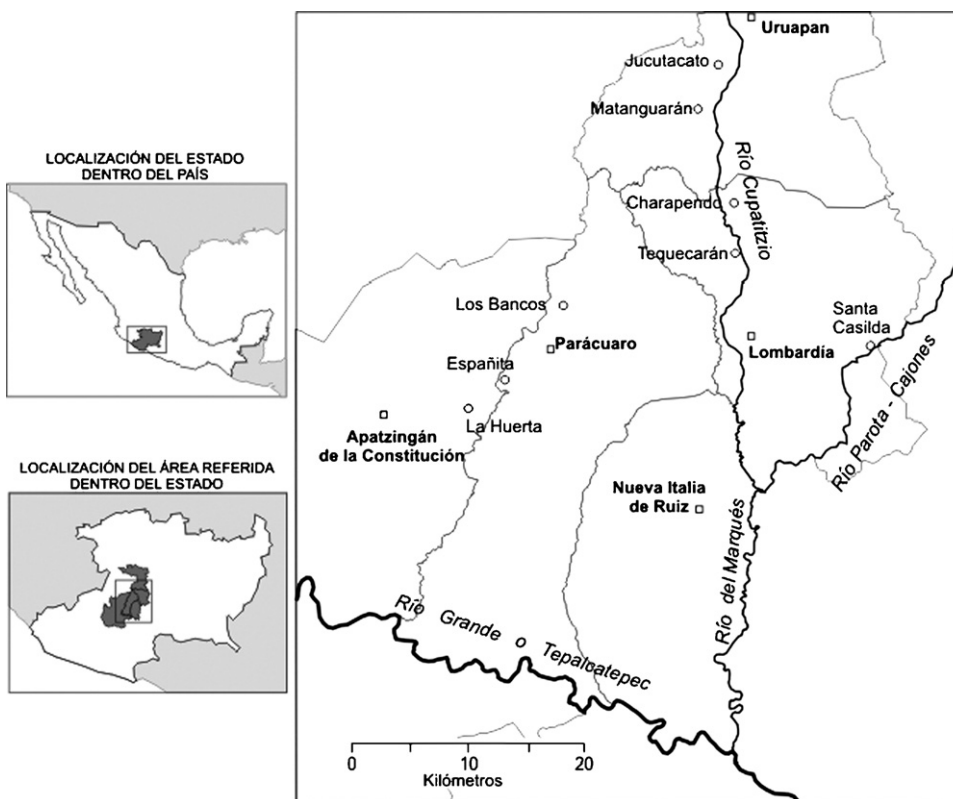 LOCALIZACIÓN DEL ESTADO
DENTRO DEL PAÍS
LOCALIZACIÓN DEL ÁREA REFERIDA
DENTRO DEL ESTADO
Uruapan
Jucutacato
Matanguarán
Río Cupatitzio
Charapendo
Tequecarán
Los Bancos
Santa
Casilda
Parácuaro
Lombardía
Españita
Río Parota - Cajones
La Huerta
Apatzingán
de la Constitución
Nueva Italia
de Ruiz
Río del Marqués
Río Grande o Tepalcatepec
0 10 20
Kilómetros